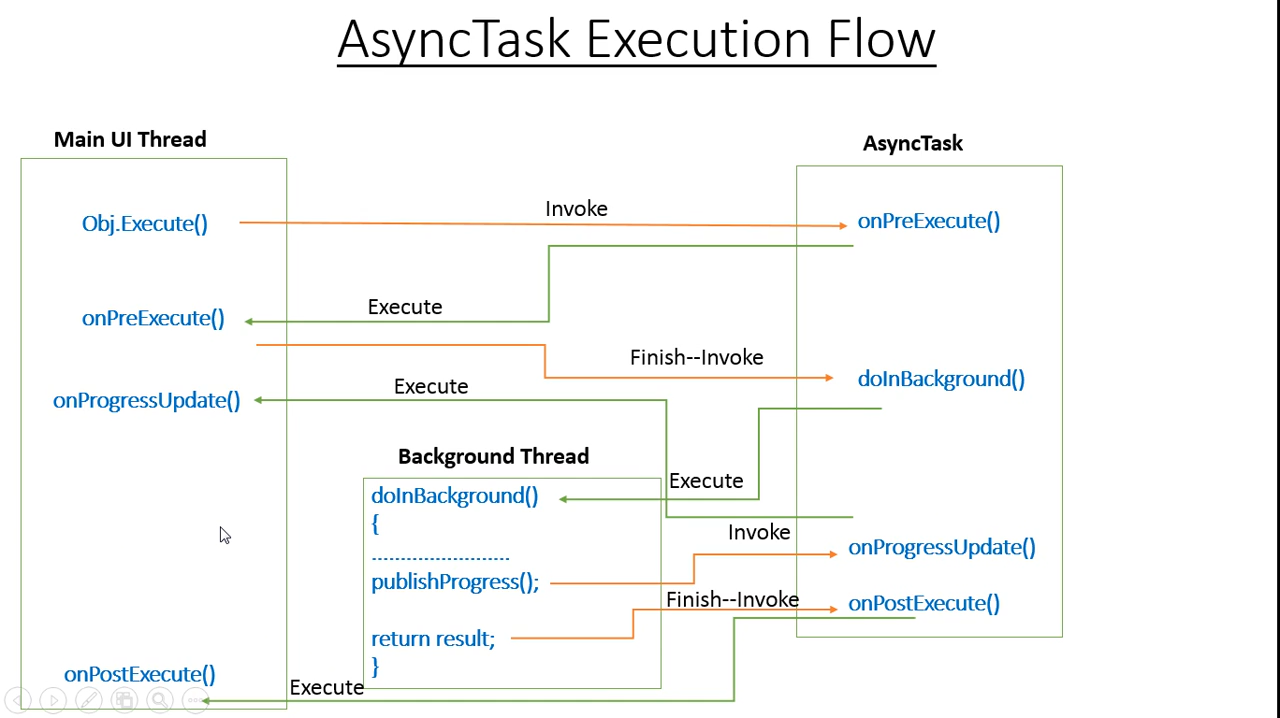 AsyncTask Execution Flow
Main UI Thread
AsyncTask
Obj.Execute()
Invoke
onPreExecute()
onPreExecute()
Execute
Finish--Invoke
doInBackground()
onProgressUpdate()
Execute
Background Thread
doInBackground()
Execute
{
Invoke
onProgressUpdate()
........................
publishProgress();
Finish--Invoke
onPostExecute()
return result;
}
onPostExecute()
Execute